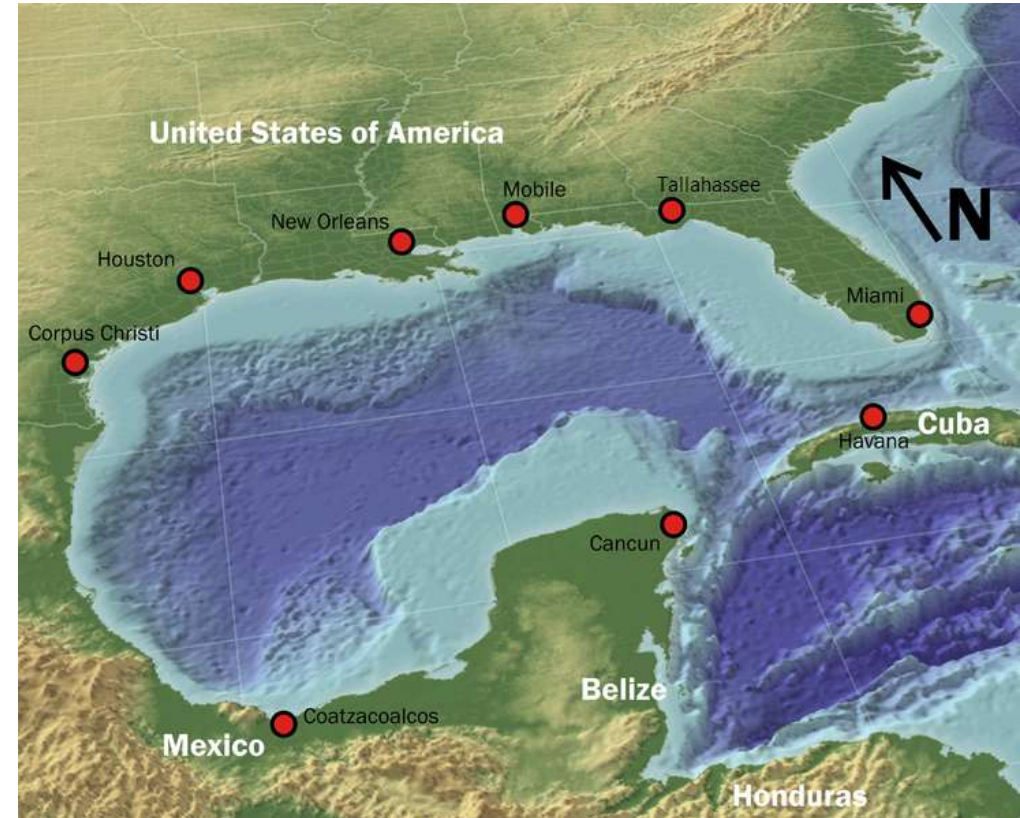 United States of America
Mobile
Tallahassee
New Orleans
N
Houston
Miami
Corpus Christi
Cuba
Havana
Cancun
Belize
Coatzacoalcos
Mexico
Honduras